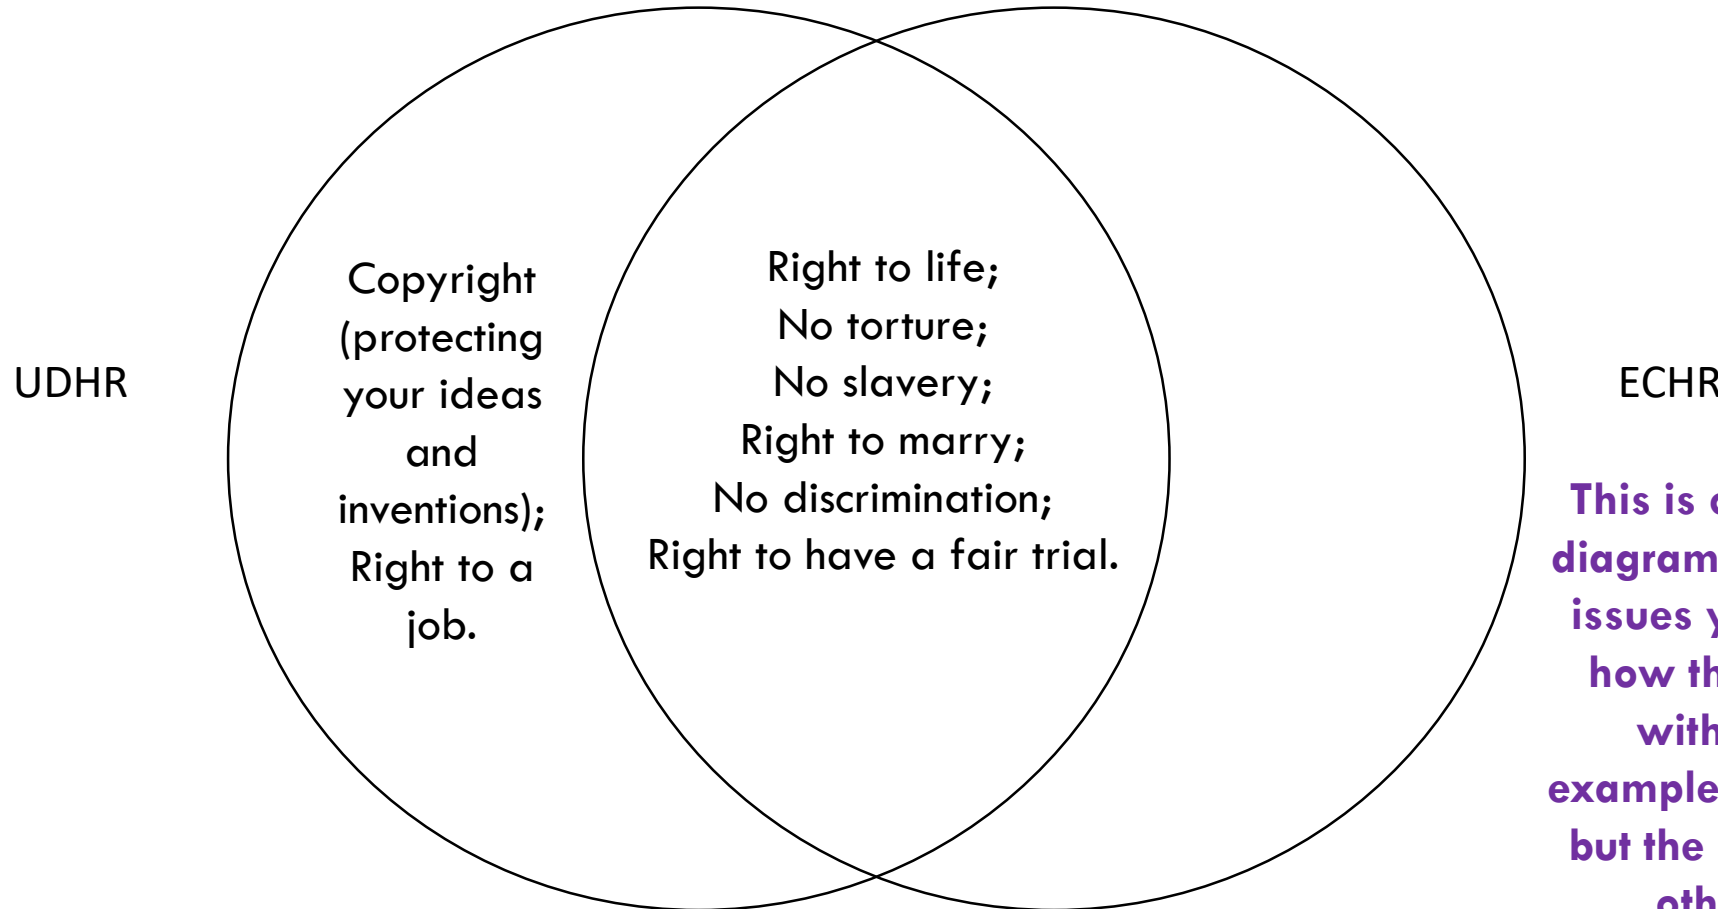 UDHR
Copyright
(protecting
your ideas
and
inventions);
Right to a
job.
Right to life;
No torture;
No slavery;
Right to marry;
No discrimination;
Right to have a fair trial.
ECHR
This is
diagram
issues
how
with
example
but the